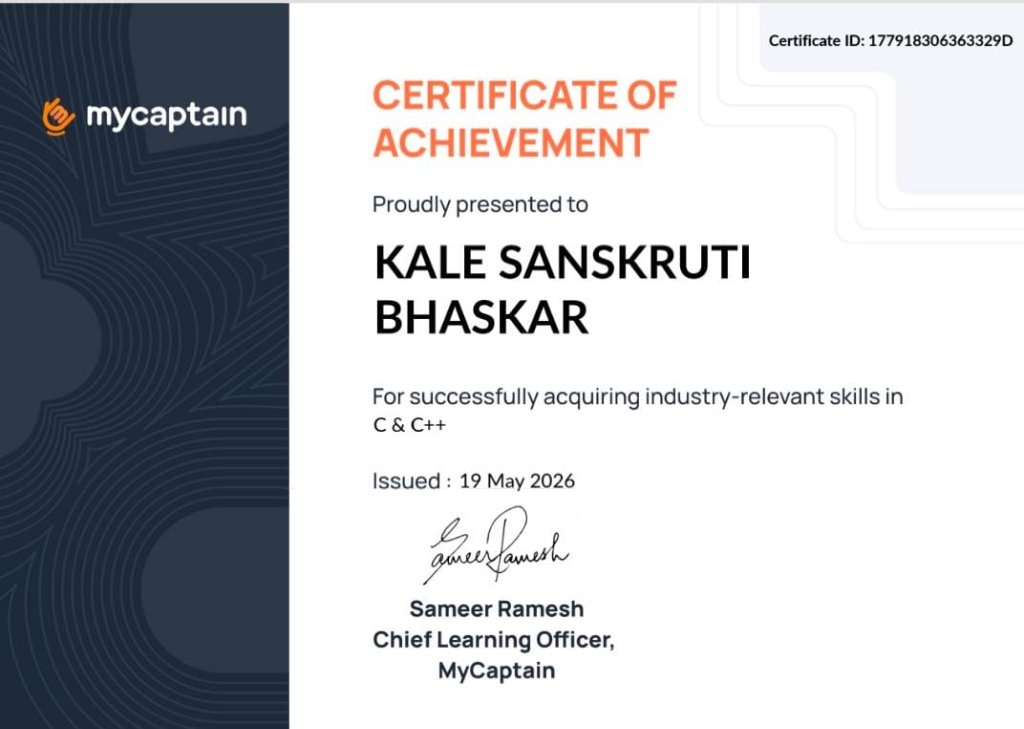 Certificate ID: 177918306363329D
mycaptain
CERTIFICATE OF
ACHIEVEMENT
Proudly presented to
KALE SANSKRUTI
BHASKAR
For successfully acquiring industry-relevant skills in
C & C++
Issued : 19 May 2026
Sameer Ramesh
Sameer Ramesh
Chief Learning Officer,
MyCaptain